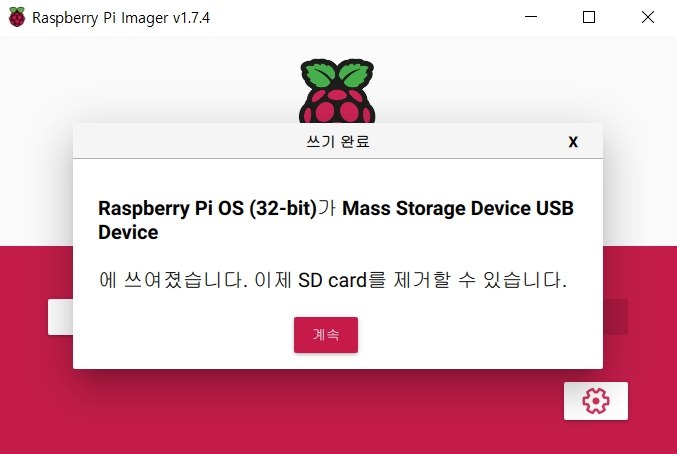 Raspberry Pi Imager v1.7.4
쓰기 완료
X
Raspberry Pi OS (32-bit)가 Mass Storage Device USB
Device
에 쓰여졌습니다. 이제 SD card를 제거할 수 있습니다.
계속